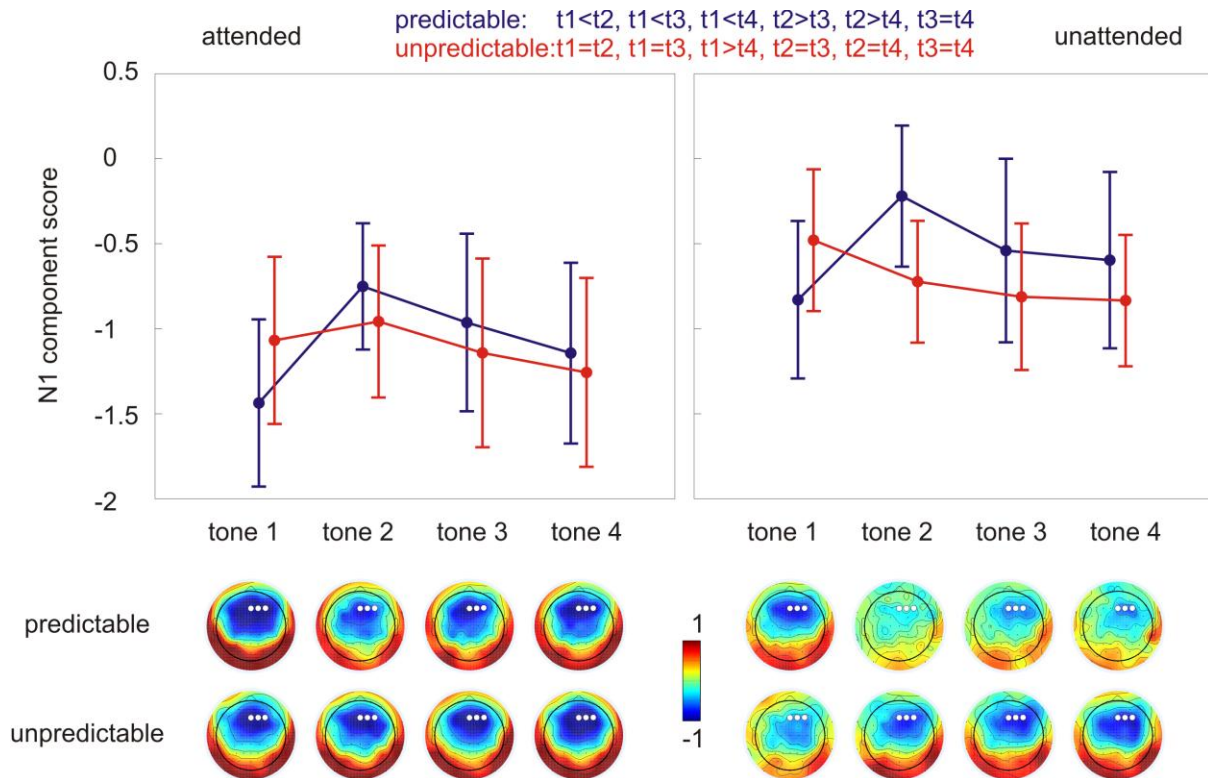 attended
predictable: t1<t2, t1<t3, t1<t4, t2>t3, t2>t4, t3=t4
unpredictable:t1=t2, t1=t3, t1>t4, t2=t3, t2=t4, t3=t4
unattended
0.5
0
-0.5
-1
-1.5
-2
N1 component score
tone 1 tone 2 tone 3 tone 4
tone 1 tone 2 tone 3 tone 4
predictable
unpredictable
1
-1